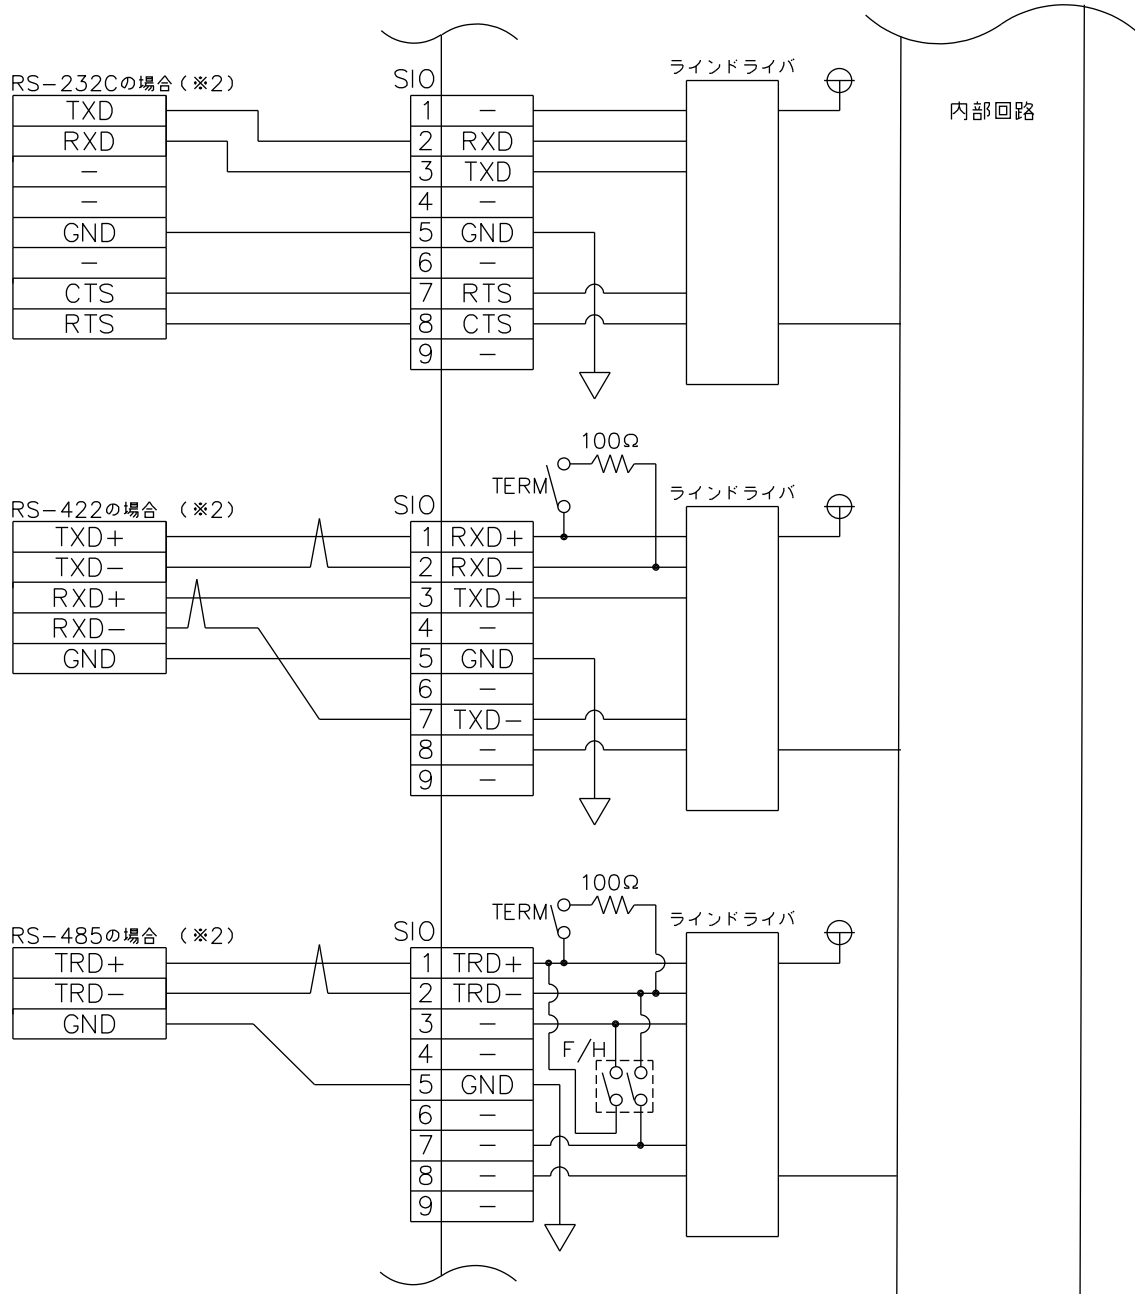 RS-232Cの場合(※2)
SIO
ラインドライバ
内部回路
TXD 1 -
RXD 2 RXD
- 3 TXD
- 4 -
GND 5 GND
- 6 -
CTS 7 RTS
RTS 8 CTS
9 -
100Ω
TERM
RS-422の場合 (※2)
SIO
ラインドライバ
TXD+ 1 RXD+
TXD- 2 RXD-
RXD+ 3 TXD+
RXD- 4 -
GND 5 GND
6 -
7 TXD-
8 -
9 -
100Ω
TERM
RS-485の場合 (※2)
SIO
ラインドライバ
TRD+ 1 TRD+
TRD- 2 TRD-
GND 3 -
F/H
4 -
5 GND
6 -
7 -
8 -
9 -